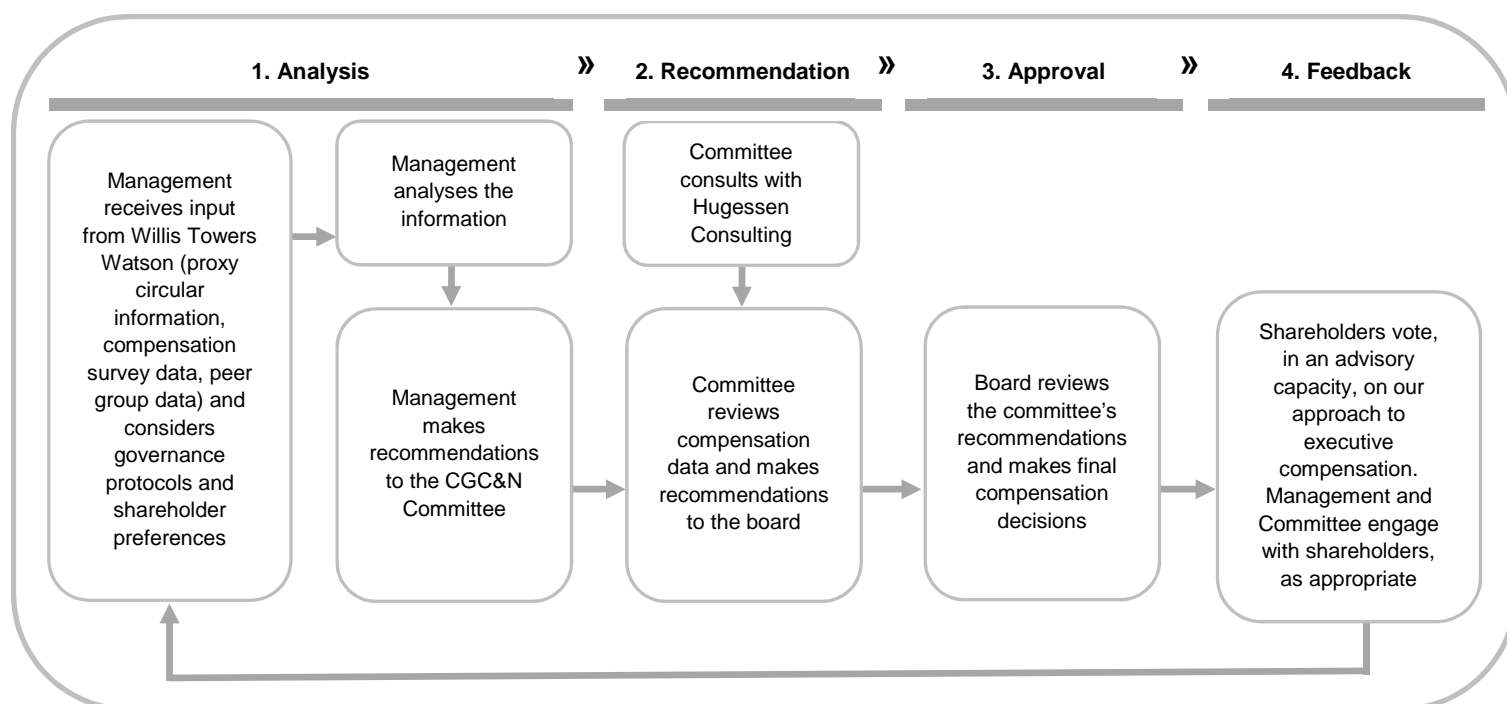 1. Analysis
»
2. Recommendation
»
3. Approval
»
4. Feedback
Management
receives input
from Willis Towers
Watson (proxy
circular
information,
compensation
survey data, peer
group data) and
considers
governance
protocols and
shareholder
preferences
Management
analyses the
information
Management
makes
recommendations
to the CGC&N
Committee
Committee
consults with
Hugessen
Consulting
Committee
reviews
compensation
data and makes
recommendations
to the board
Board reviews
the committee’s
recommendations
and makes final
compensation
decisions
Shareholders vote,
in an advisory
capacity, on our
approach to
executive
compensation.
Management and
Committee engage
with shareholders,
as appropriate